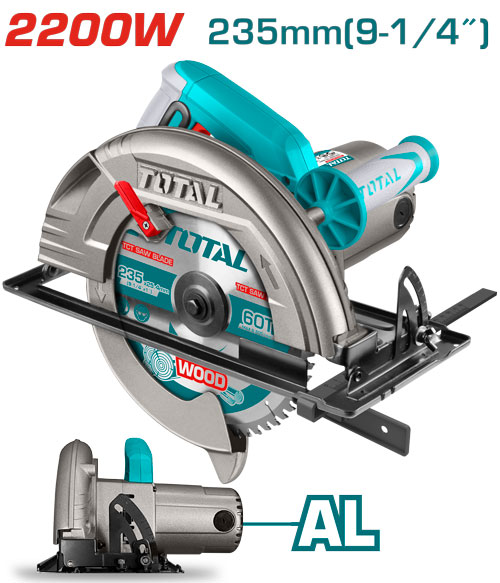 2200W 235mm(9-1/4″)
TOTAL
TOTAL
TOTAL
TCT SAW BLADE
TCT SAW
235
60T
WOOD
AL